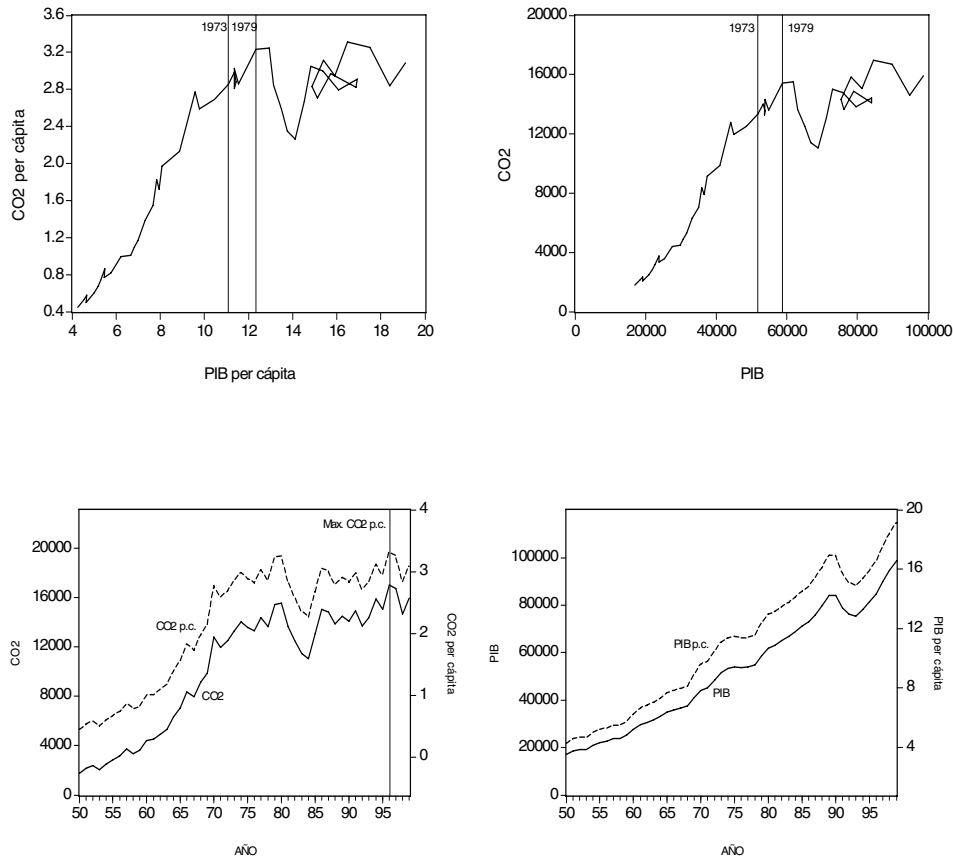 3.6
3.2
2.8
2.4
2.0
1.6
1.2
0.8
0.4
CO2 per cápita
1973 1979
4 6 8 10 12 14 16 18 20
PIB per cápita
20000
16000
12000
8000
4000
0
CO2
1973 1979
0 20000 40000 60000 80000 100000
PIB
20000
16000
12000
8000
4000
0
CO2
Max. CO2 p.c.
CO2 p.c.
CO2
4
3
2
1
0
CO2 per cápita
50 55 60 65 70 75 80 85 90 95
AÑO
100000
80000
60000
40000
20000
0
PIB
PIB p.c.
PIB
20
16
12
8
4
PIB per cápita
50 55 60 65 70 75 80 85 90 95
AÑO